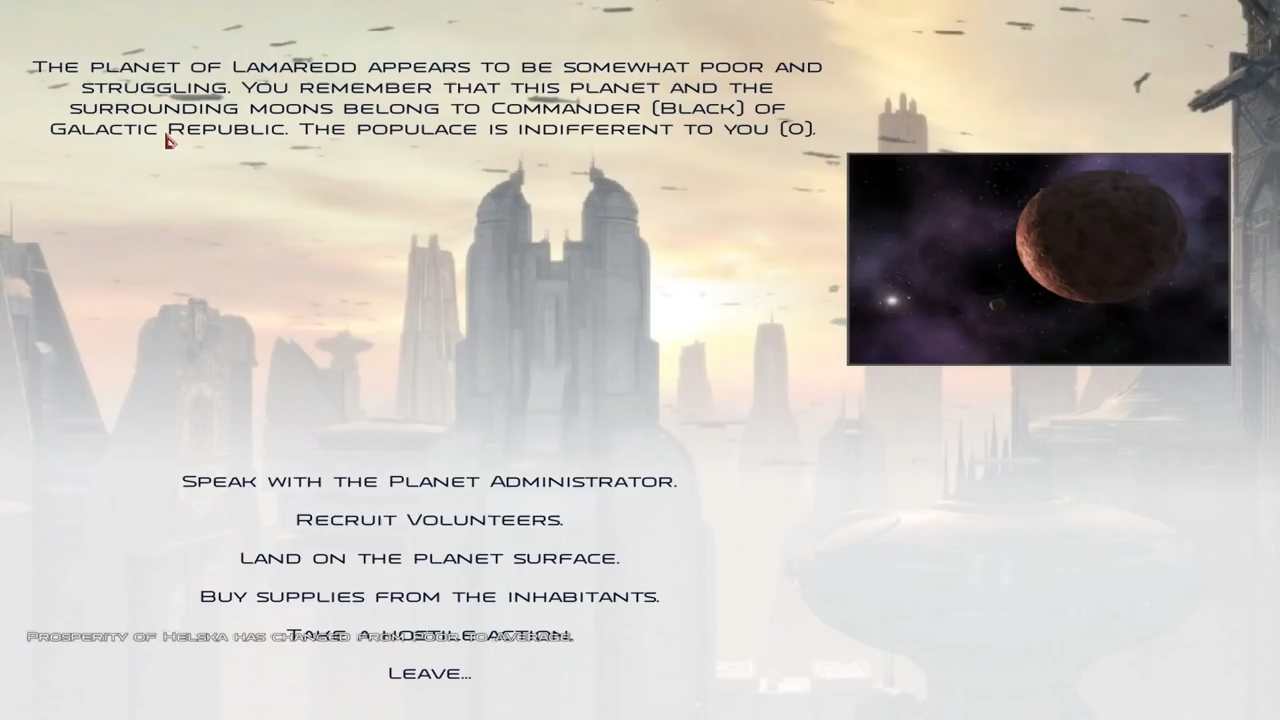 The planet of Lamaredd appears to be somewhat poor and
struggling. You remember that this planet and the
surrounding moons belong to Commander (Black) of
Galactic Republic. The populace is indifferent to you (0).
Speak with the Planet Administrator.
Recruit Volunteers.
Land on the planet surface.
Buy supplies from the inhabitants.
Take a hostile action.
Prosperity of Helska has changed from Poor to Average.
Leave...